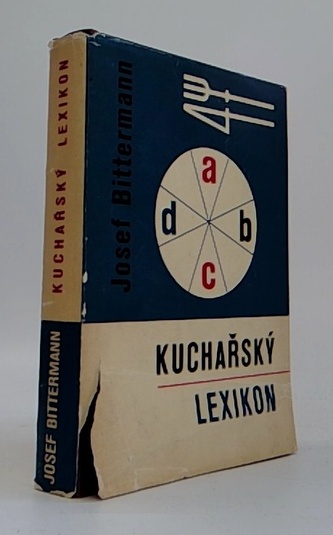 KUCHAŘSKÝ LEXIKON
JOSEF BITTERMANN
Josef Bittermann
a
d b
c
KUCHAŘSKÝ
LEXIKON